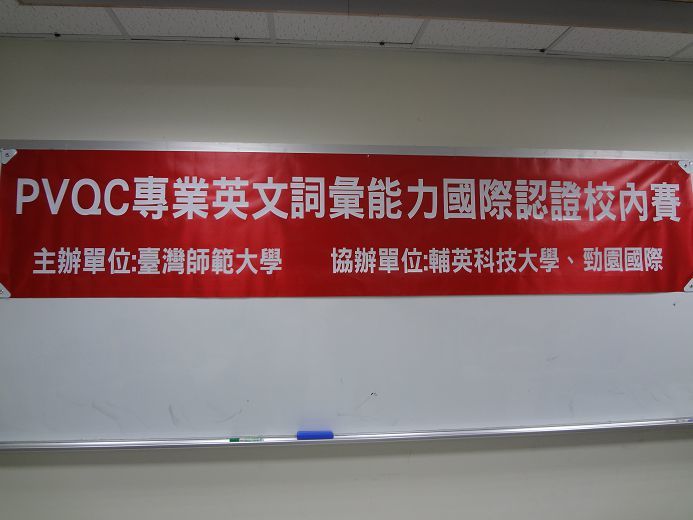 PVQC專業英文詞彙能力國際認證校內賽
主辦單位:臺灣師範大學 協辦單位:輔英科技大學、勁園國際